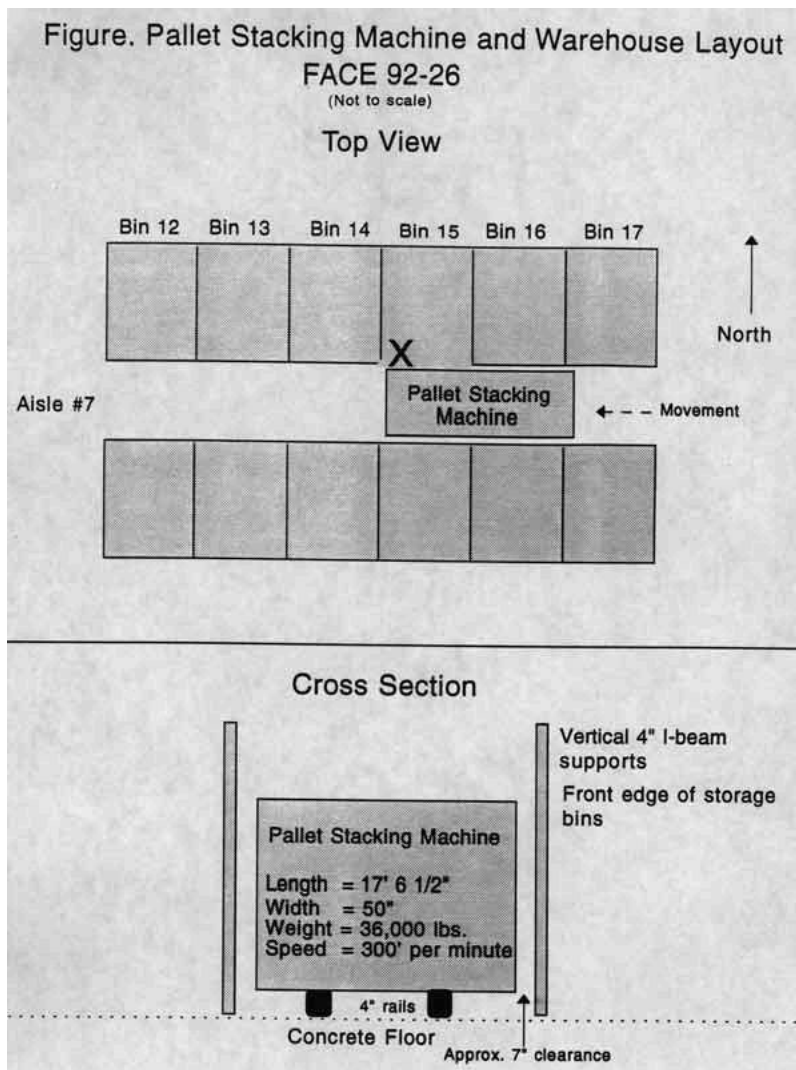 Figure. Pallet Stacking Machine and Warehouse Layout
FACE 92-26
(Not to scale)
Top View
Bin 12 Bin 13 Bin 14 Bin 15 Bin 16 Bin 17
North
X
Aisle #7
Pallet Stacking
Machine
Movement
Cross Section
Vertical 4" I-beam
supports
Front edge of storage
bins
Pallet Stacking Machine
Length = 17' 6 1/2"
Width = 50"
Weight = 36,000 lbs.
Speed = 300' per minute
4" rails
Concrete Floor
Approx. 7" clearance